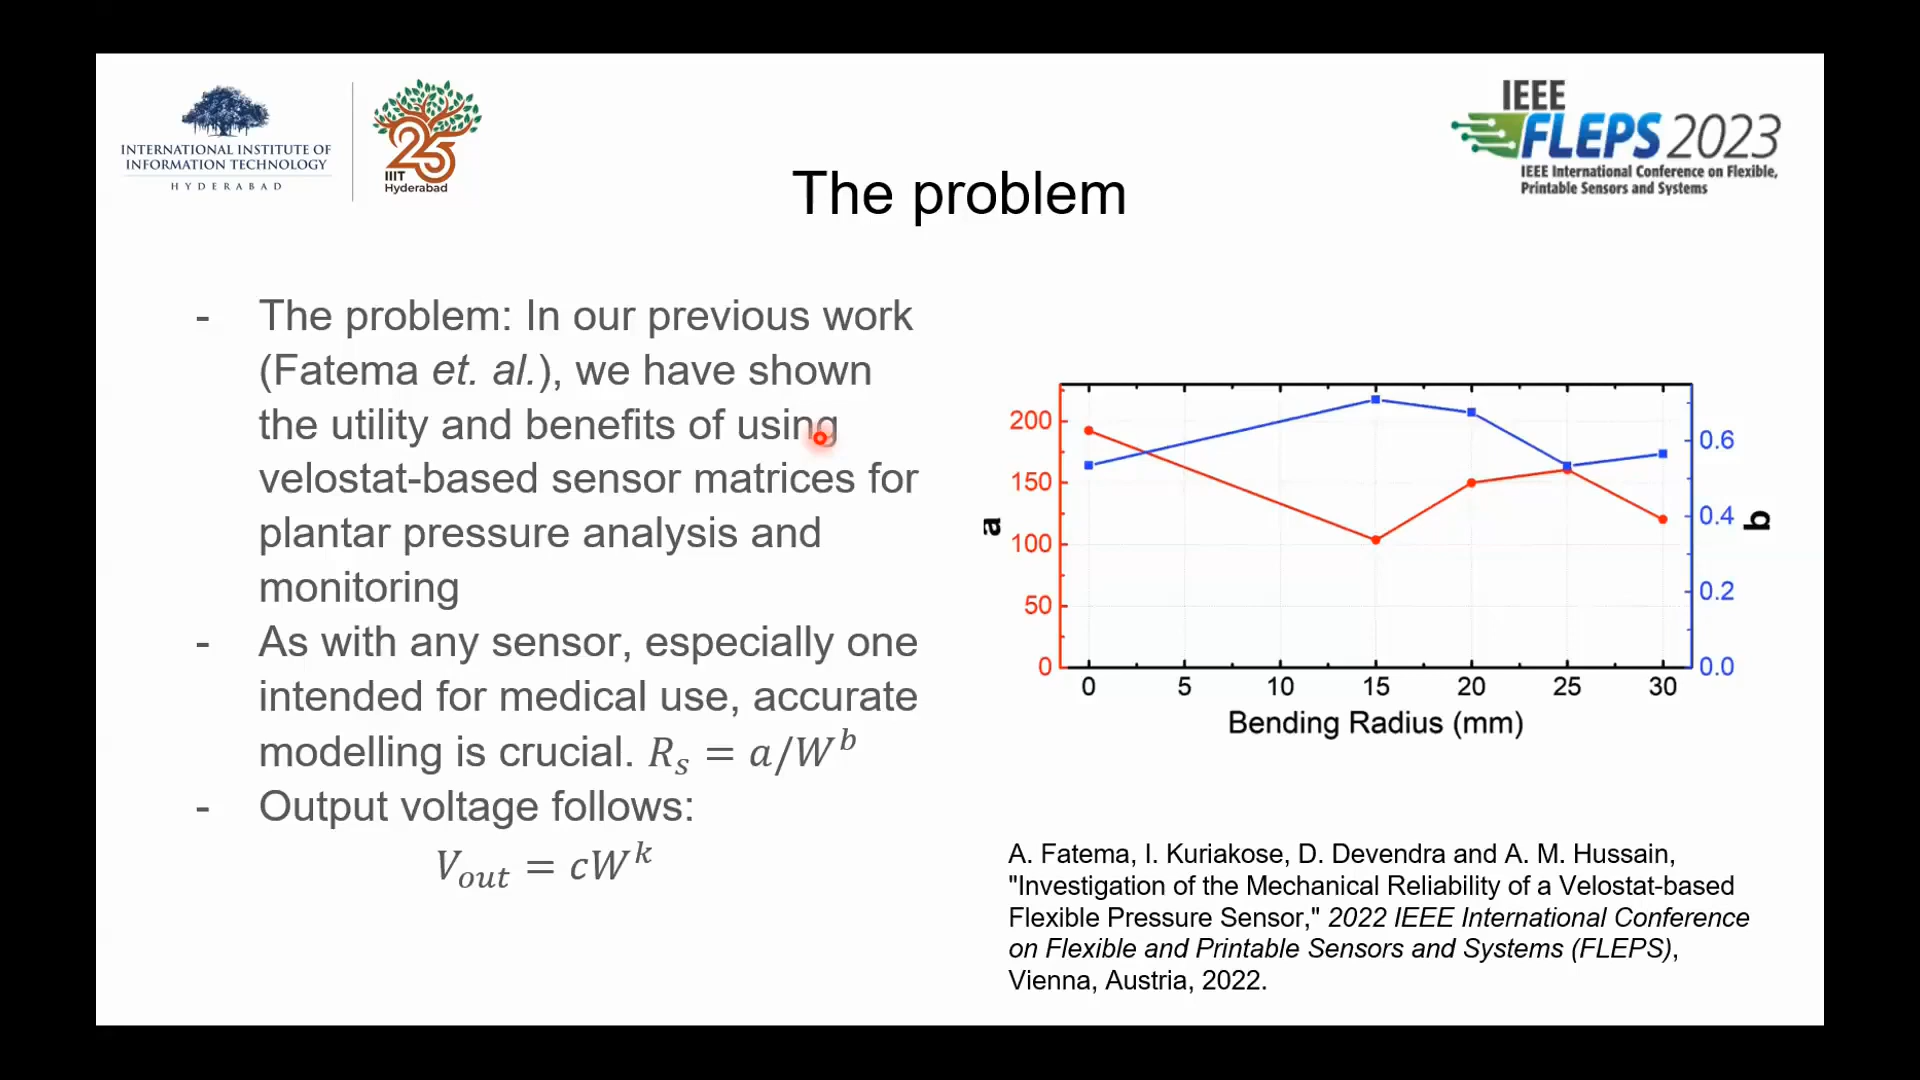 INTERNATIONAL INSTITUTE OF
INFORMATION TECHNOLOGY
HYDERABAD
25
IIIT
Hyderabad
IEEE
FLEPS 2023
IEEE International Conference on Flexible,
Printable Sensors and Systems
The problem
- The problem: In our previous work
(Fatema et. al.), we have shown
the utility and benefits of using
velostat-based sensor matrices for
plantar pressure analysis and
monitoring
- As with any sensor, especially one
intended for medical use, accurate
modelling is crucial. R_s = a/W^b
- Output voltage follows:
V_out = cW^k
200
150
100
50
0
a
0.6
0.4
0.2
0.0
b
0 5 10 15 20 25 30
Bending Radius (mm)
A. Fatema, I. Kuriakose, D. Devendra and A. M. Hussain,
"Investigation of the Mechanical Reliability of a Velostat-based
Flexible Pressure Sensor," 2022 IEEE International Conference
on Flexible and Printable Sensors and Systems (FLEPS),
Vienna, Austria, 2022.